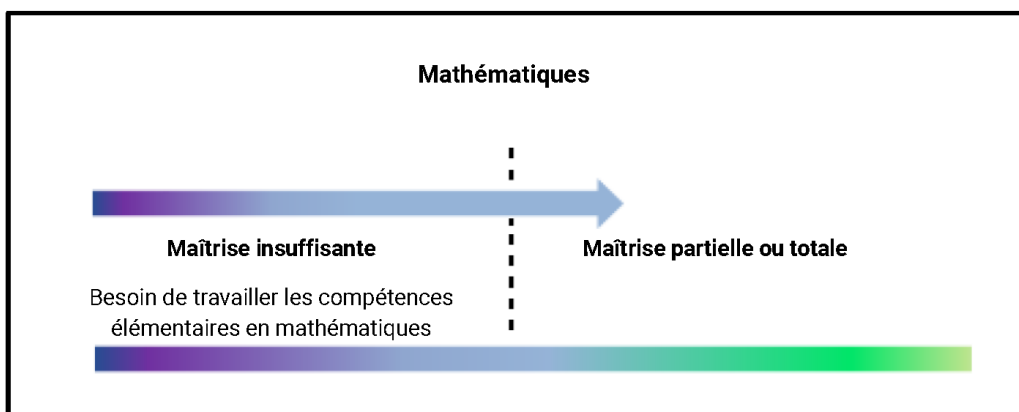 Mathématiques
Maîtrise insuffisante
Maîtrise partielle ou totale
Besoin de travailler les compétences
élémentaires en mathématiques